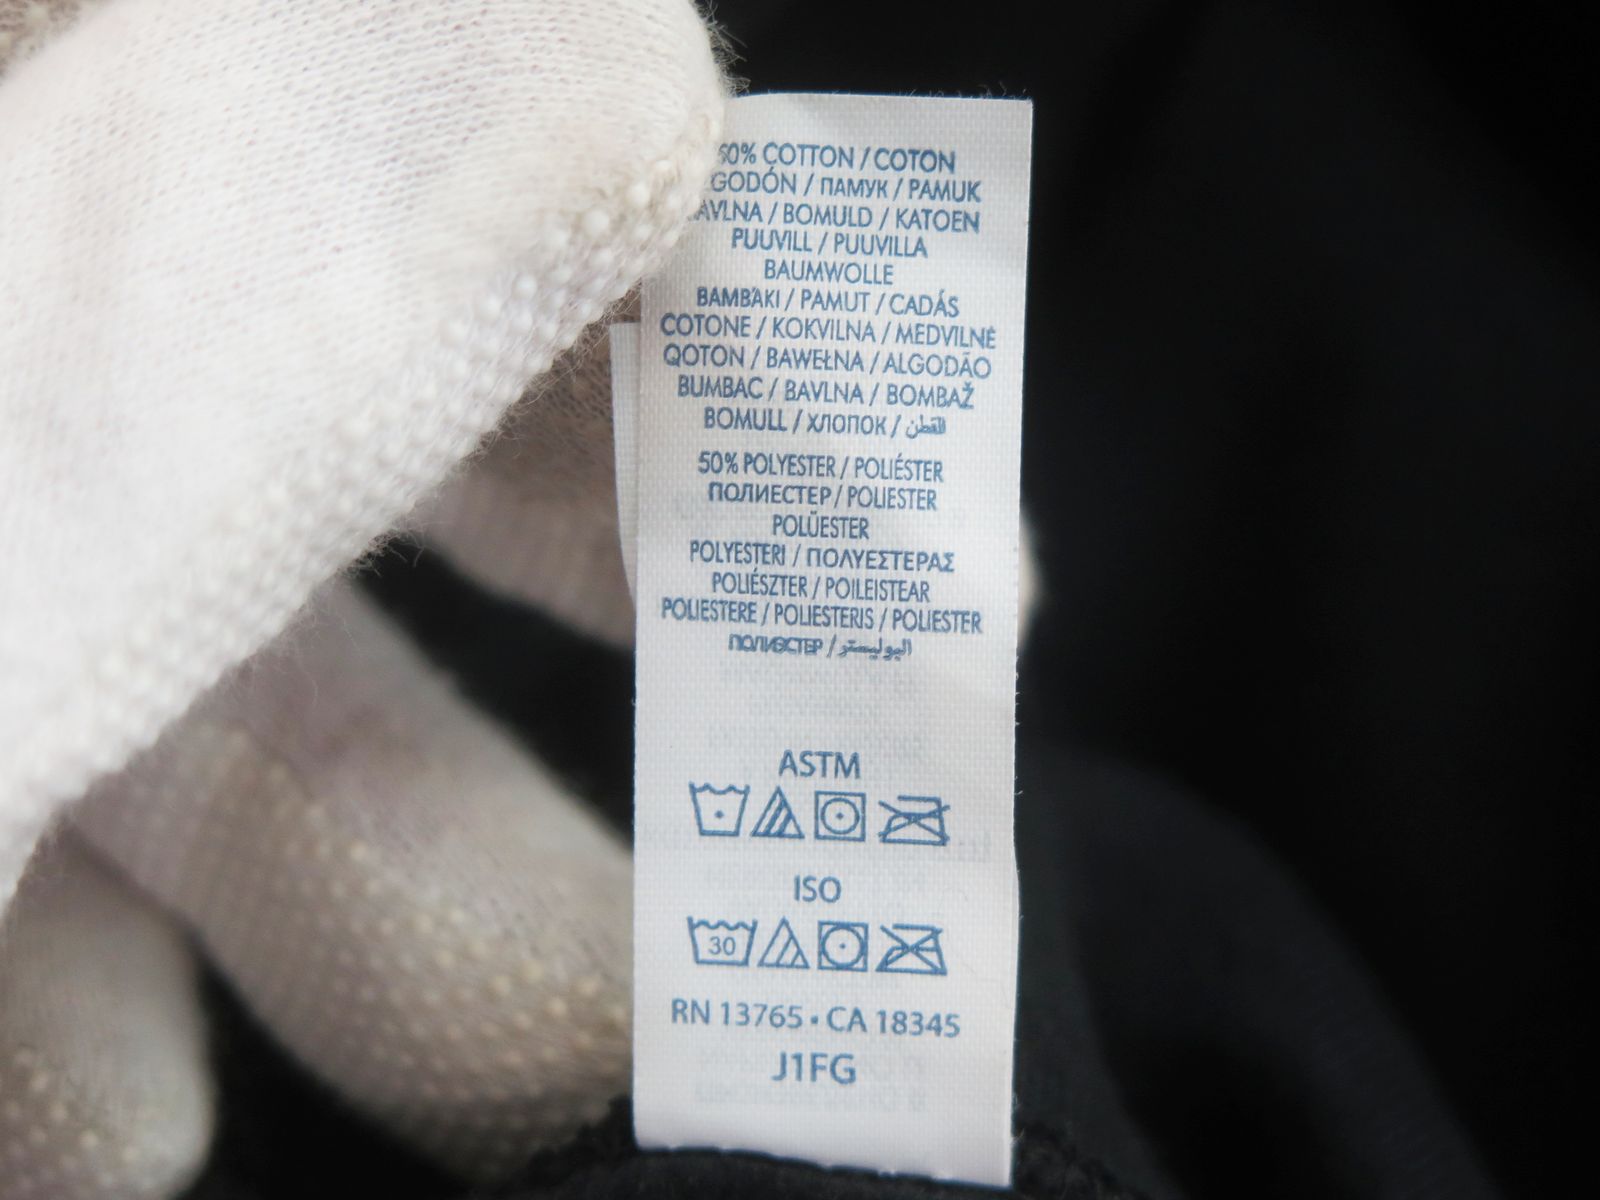 50% COTTON / COTON
ALGODÓN / ПАМУК / PAMUK
BAVLNA / BOMULD / KATOEN
PUUVILL / PUUVILLA
BAUMWOLLE
ΒΑΜΒΆΚΙ / PAMUT / CADÁS
COTONE / KOKVILNA / MEDVILNĖ
QOTON / BAWEŁNA / ALGODÃO
BUMBAC / BAVLNA / BOMBAŽ
BOMULL / ХЛОПОК / القطن
50% POLYESTER / POLIÉSTER
ПОЛИЕСТЕР / POLIESTER
POLÜESTER
POLYESTERI / ΠΟΛΥΕΣΤΕΡΑΣ
POLIÉSZTER / POILEISTEAR
POLIESTERE / POLIESTERIS / POLIESTER
ПОЛИЭСТЕР / البوليستر
ASTM
ISO
30
RN 13765 • CA 18345
J1FG